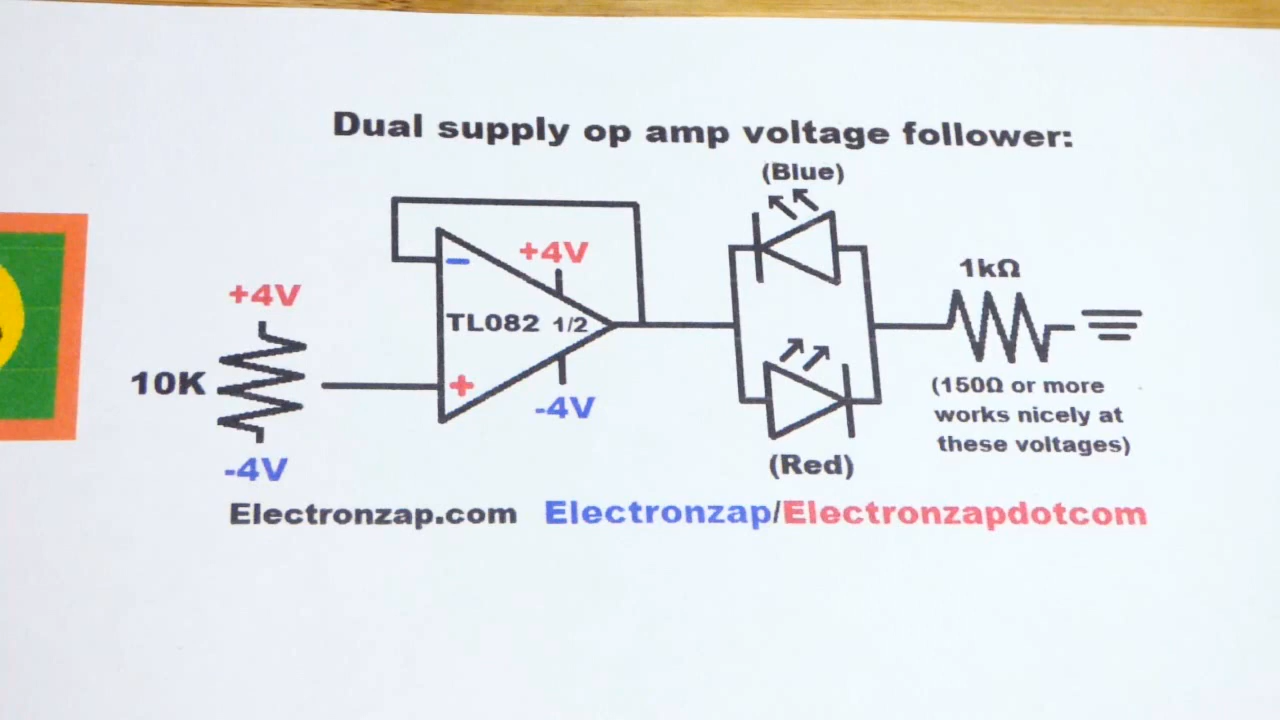 Dual supply op amp voltage follower:
(Blue)
+4V
-
+4V
1kΩ
TL082 1/2
10K
+
-4V
(150Ω or more
works nicely at
these voltages)
-4V
(Red)
Electronzap.com Electronzap/Electronzapdotcom